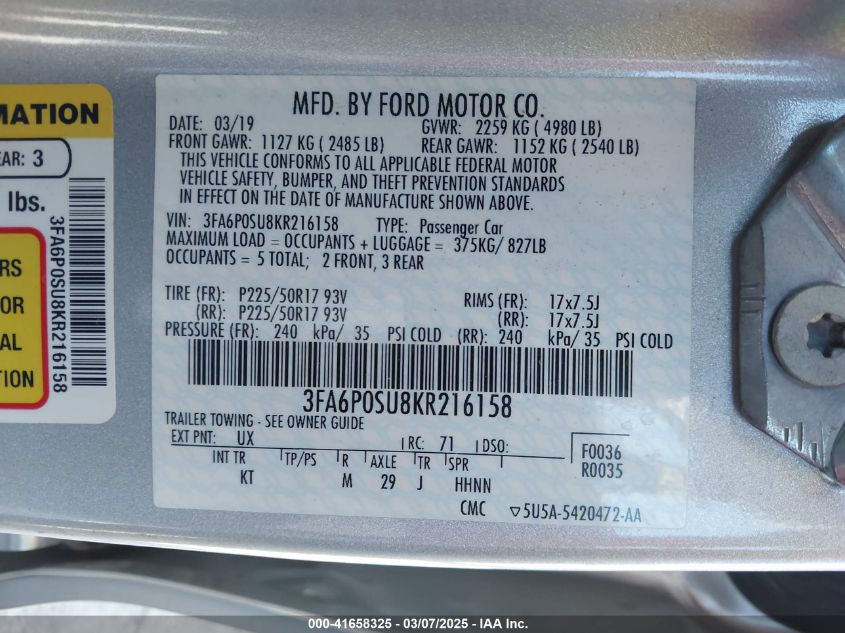 MATION
EAR: 3
lbs.
RS
OR
AL
TION
3FA6P0SU8KR216158
MFD. BY FORD MOTOR CO.
DATE: 03/19 GVWR: 2259 KG ( 4980 LB)
FRONT GAWR: 1127 KG ( 2485 LB) REAR GAWR: 1152 KG ( 2540 LB)
THIS VEHICLE CONFORMS TO ALL APPLICABLE FEDERAL MOTOR
VEHICLE SAFETY, BUMPER, AND THEFT PREVENTION STANDARDS
IN EFFECT ON THE DATE OF MANUFACTURE SHOWN ABOVE.
VIN: 3FA6P0SU8KR216158 TYPE: Passenger Car
MAXIMUM LOAD = OCCUPANTS + LUGGAGE = 375KG/ 827LB
OCCUPANTS = 5 TOTAL; 2 FRONT, 3 REAR
TIRE (FR): P225/50R17 93V RIMS (FR): 17x7.5J
(RR): P225/50R17 93V (RR): 17x7.5J
PRESSURE (FR): 240 kPa/ 35 PSI COLD (RR): 240 kPa/ 35 PSI COLD
3FA6P0SU8KR216158
TRAILER TOWING - SEE OWNER GUIDE
EXT PNT: UX RC: 71 DSO: F0036
INT TR TP/PS R AXLE TR SPR R0035
KT M 29 J HHNN
CMC ▽5U5A-5420472-AA
000-41658325 - 03/07/2025 - IAAI.com